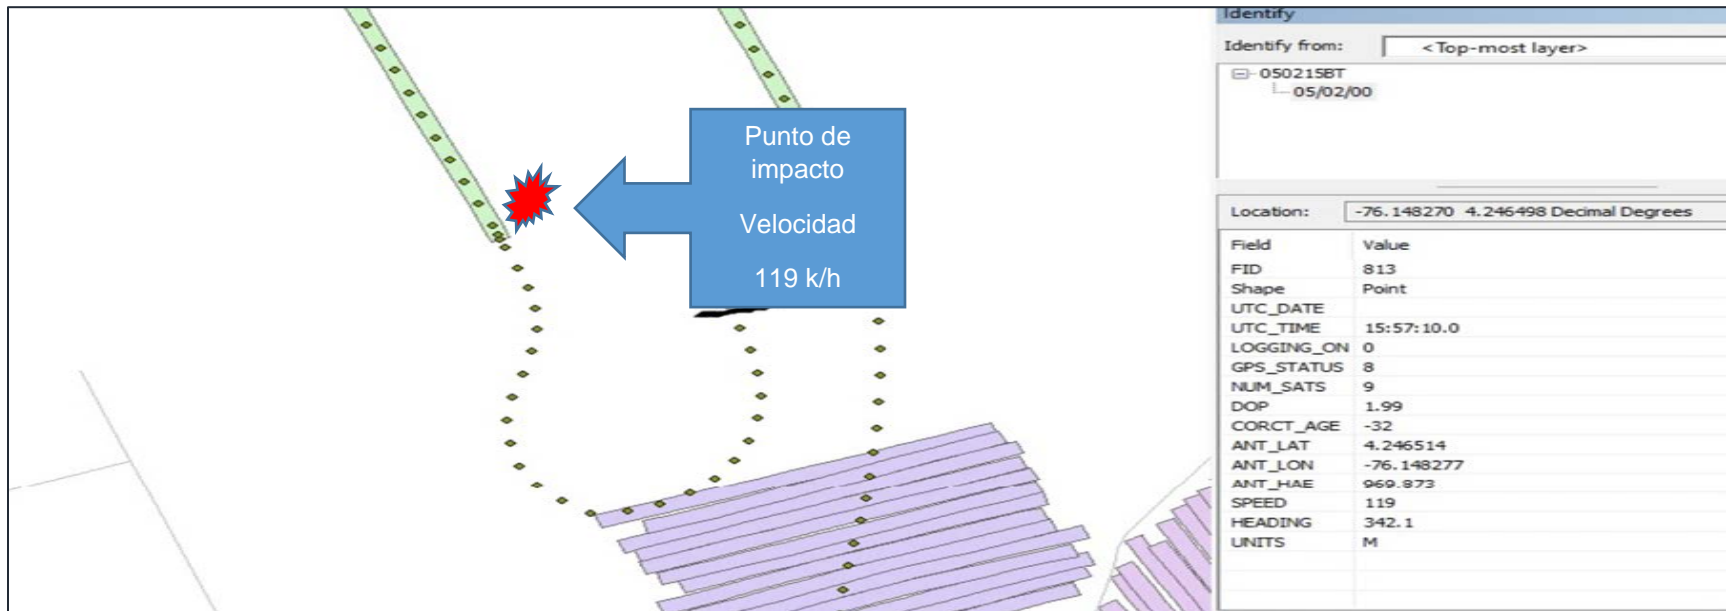 Punto de
impacto
Velocidad
119 k/h
Identify
Identify from: <Top-most layer>
050215BT
05/02/00
Location: -76.148270 4.246498 Decimal Degrees
Field Value
FID 813
Shape Point
UTC_DATE
UTC_TIME 15:57:10.0
LOGGING_ON 0
GPS_STATUS 8
NUM_SATS 9
DOP 1.99
CORCT_AGE -32
ANT_LAT 4.246514
ANT_LON -76.148277
ANT_HAE 969.873
SPEED 119
HEADING 342.1
UNITS M